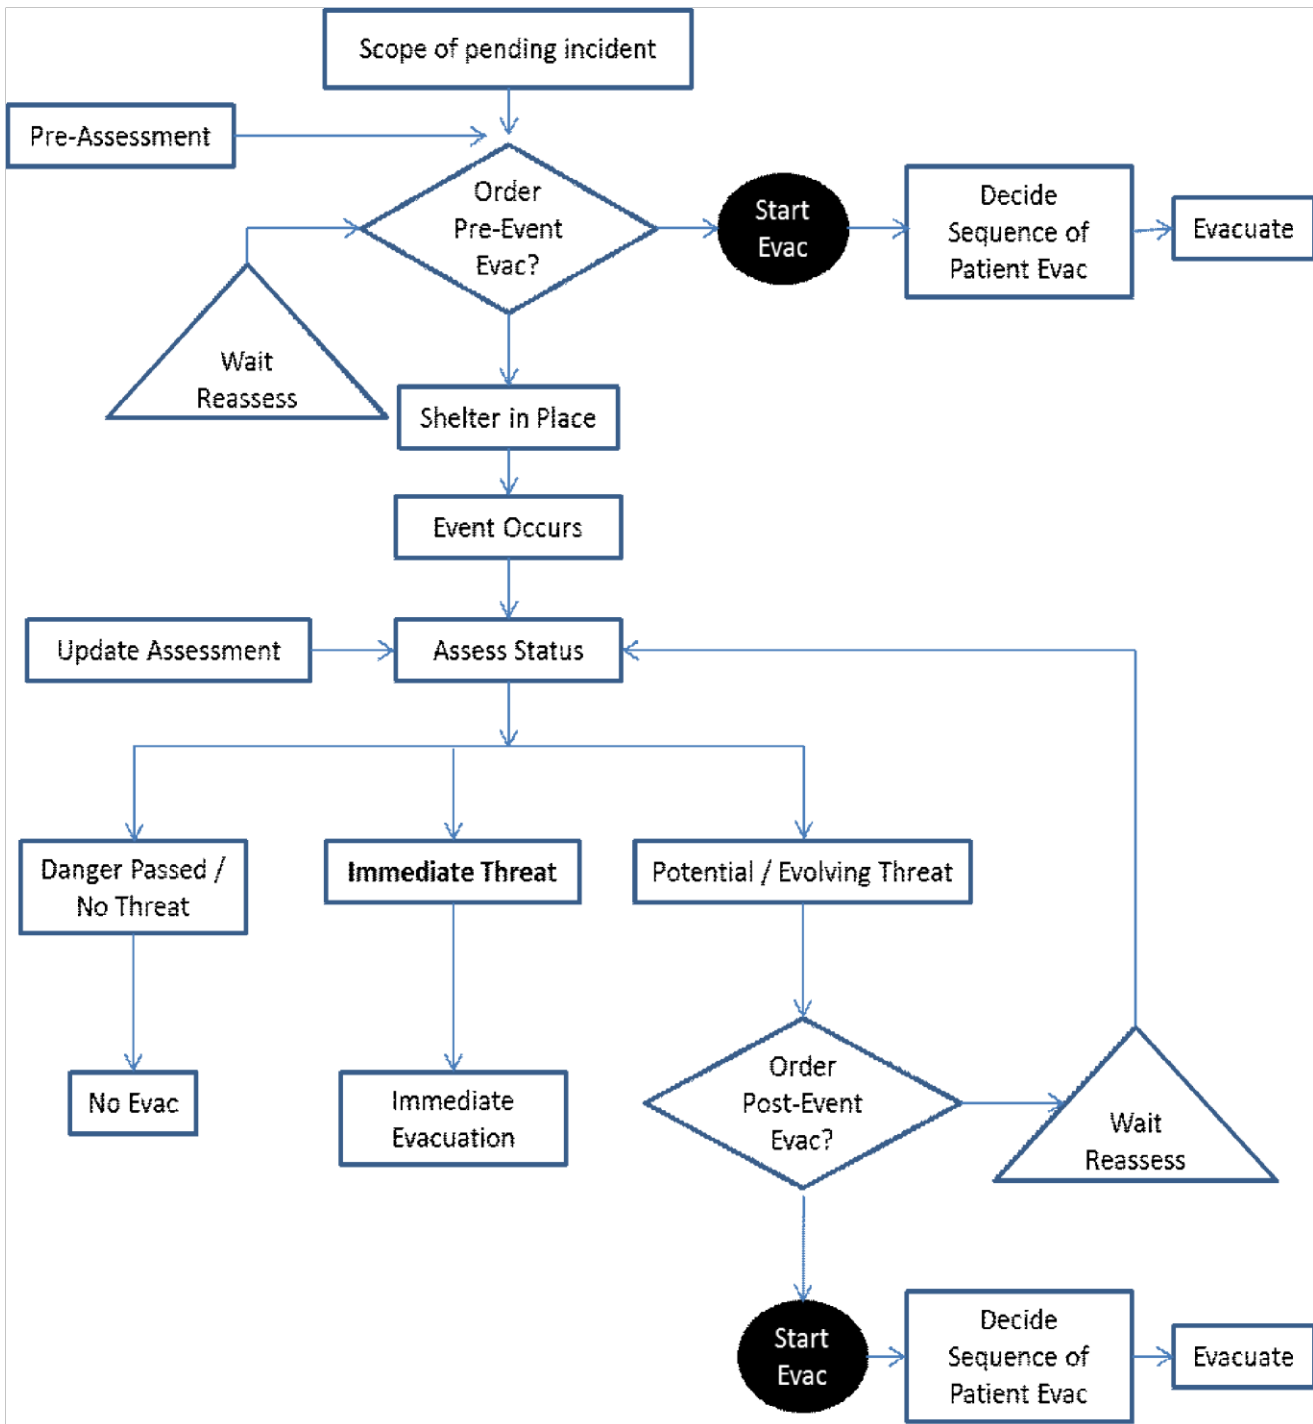 Scope of pending incident
Pre-Assessment
Order
Pre-Event
Evac?
Start
Evac
Decide
Sequence of
Patient Evac
Evacuate
Wait
Reassess
Shelter in Place
Event Occurs
Update Assessment
Assess Status
Danger Passed /
No Threat
Immediate Threat
Potential / Evolving Threat
No Evac
Immediate
Evacuation
Order
Post-Event
Evac?
Wait
Reassess
Start
Evac
Decide
Sequence of
Patient Evac
Evacuate